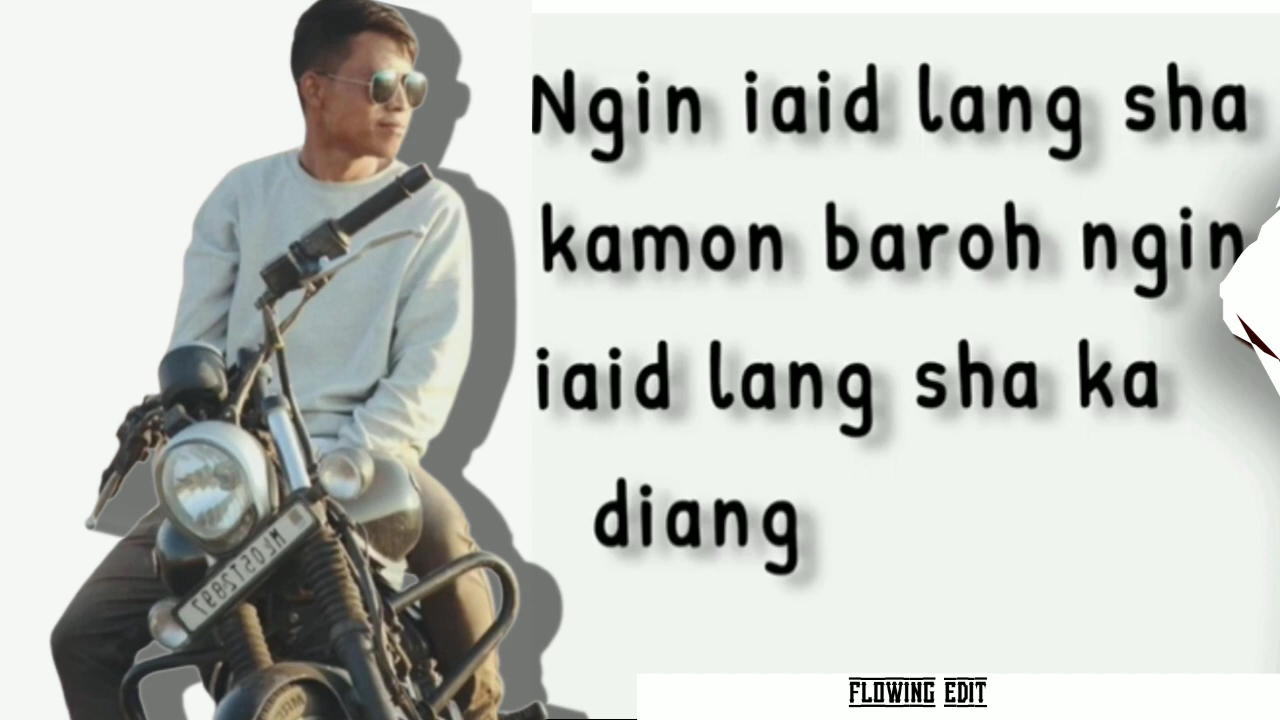 Ngin iaid lang sha
kamon baroh ngin
iaid lang sha ka
diang
FLOWING EDIT